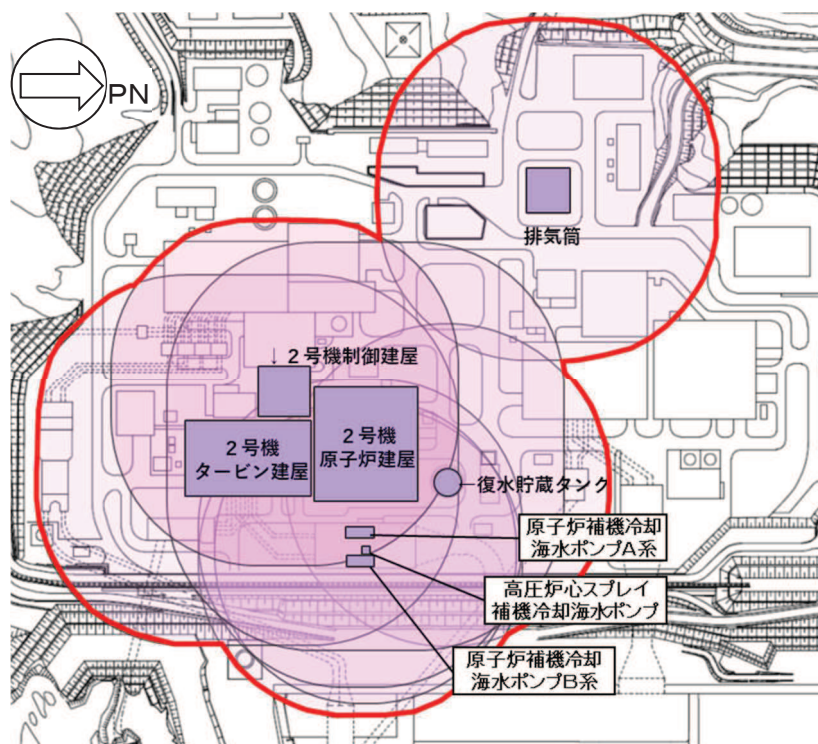 PN
排気筒
↓ 2号機制御建屋
2号機
タービン建屋
2号機
原子炉建屋
復水貯蔵タンク
原子炉補機冷却
海水ポンプA系
高圧炉心スプレイ
補機冷却海水ポンプ
原子炉補機冷却
海水ポンプB系